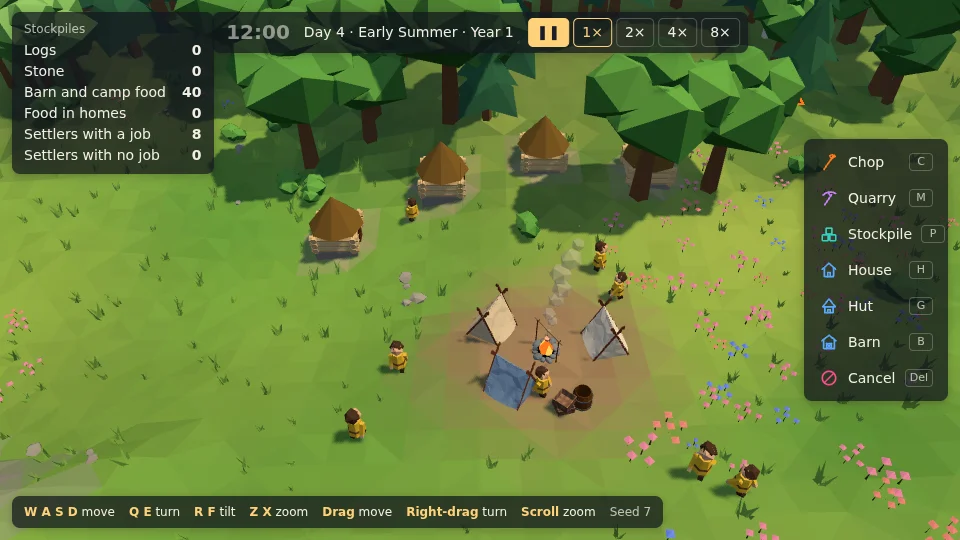 Stockpiles
Logs 0
Stone 0
Barn and camp food 40
Food in homes 0
Settlers with a job 8
Settlers with no job 0
12:00 Day 4 · Early Summer · Year 1 1× 2× 4× 8×
Chop C
Quarry M
Stockpile P
House H
Hut G
Barn B
Cancel Del
W A S D move Q E turn R F tilt Z X zoom Drag move Right-drag turn Scroll zoom Seed 7